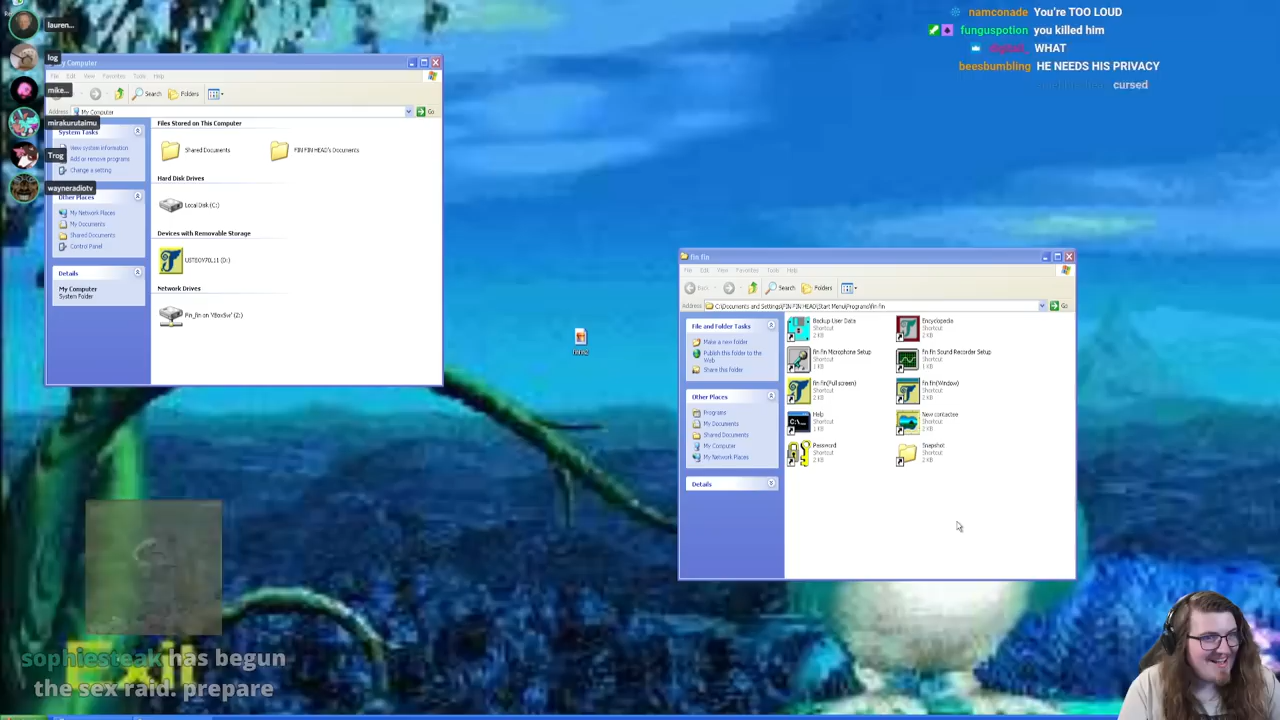 lauren...
log
mike...
mirakurutaimu
Trog
wayneradiotv
namconade You're TOO LOUD
funguspotion you killed him
WHAT
beesbumbling HE NEEDS HIS PRIVACY
cursed
My Computer
File Edit View Favorites Tools Help
Search Folders
Address My Computer Go
System Tasks
View system information
Add or remove programs
Change a setting
Other Places
My Network Places
My Documents
Shared Documents
Control Panel
Details
My Computer
System Folder
Files Stored on This Computer
Shared Documents
FIN FIN HEAD's Documents
Hard Disk Drives
Local Disk (C:)
Devices with Removable Storage
Network Drives
Fin_fin on 'VBoxSvr' (Z:)
fin fin
File Edit View Favorites Tools Help
Back Search Folders
Address C:\Documents and Settings\FIN FIN HEAD\Start Menu\Programs\fin fin Go
File and Folder Tasks
Make a new folder
Publish this folder to the Web
Share this folder
Other Places
Programs
My Documents
Shared Documents
My Computer
My Network Places
Details
Backup User Data
Shortcut
2 KB
Encyclopedia
Shortcut
2 KB
fin fin Microphone Setup
Shortcut
1 KB
fin fin Sound Recorder Setup
Shortcut
1 KB
fin fin(Full screen)
Shortcut
2 KB
fin fin(Window)
Shortcut
2 KB
Help
Shortcut
1 KB
New contactee
Shortcut
2 KB
Password
Shortcut
2 KB
Snapshot
Shortcut
2 KB
sophiesteak has begun
the sex raid. prepare